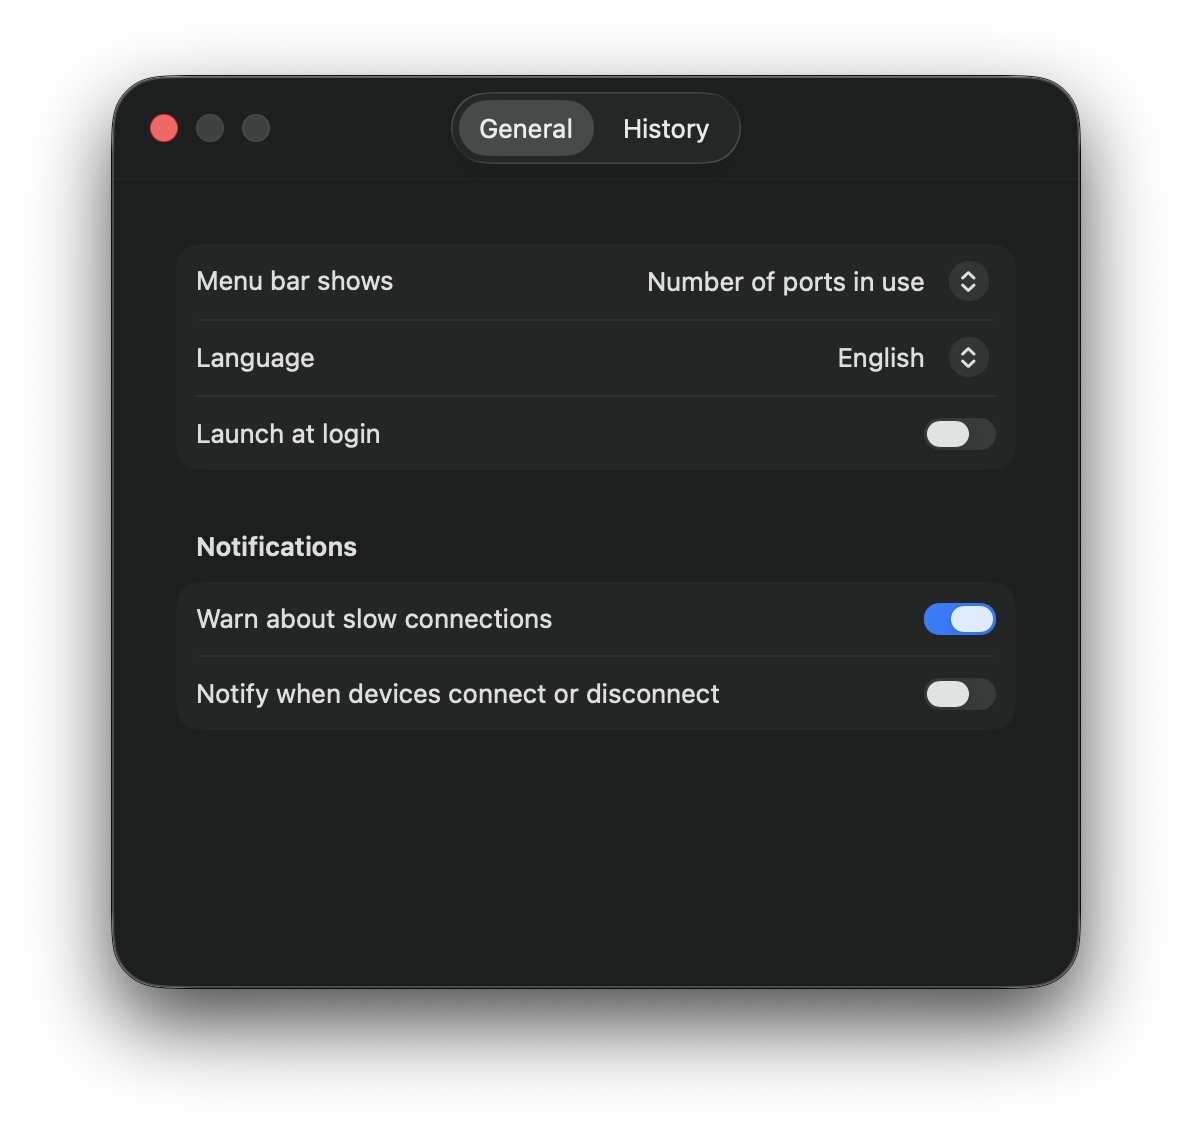 General History
Menu bar shows Number of ports in use
Language English
Launch at login
Notifications
Warn about slow connections
Notify when devices connect or disconnect